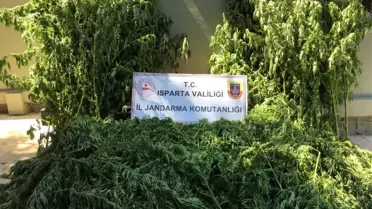 T.C.
ISPARTA VALİLİĞİ
İL JANDARMA KOMUTANLIĞI